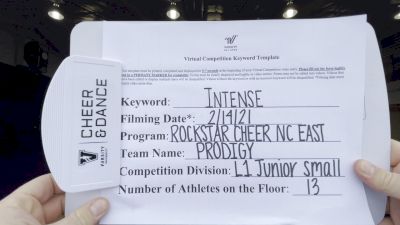 VARSITY
Virtual Competition Keyword Template
Keyword: INTENSE
Filming Date*: 2/14/21
Program: ROCKSTAR CHEER NC EAST
Team Name: PRODIGY
Competition Division: L1 Junior Small
Number of Athletes on the Floor: 13
CHEER
&DANCE
VARSITY